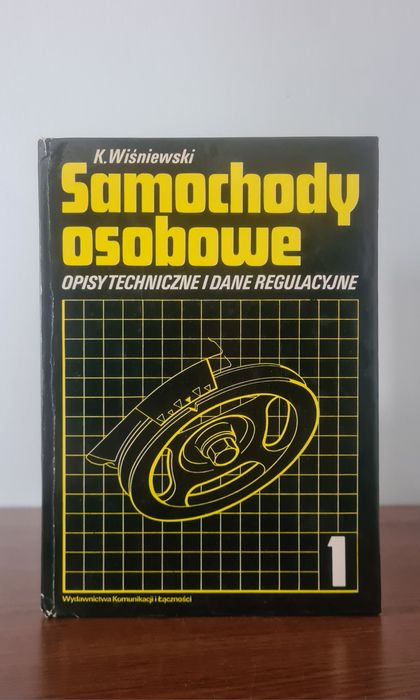 K. Wiśniewski
Samochody
osobowe
OPISY TECHNICZNE I DANE REGULACYJNE
1
Wydawnictwa Komunikacji i Łączności